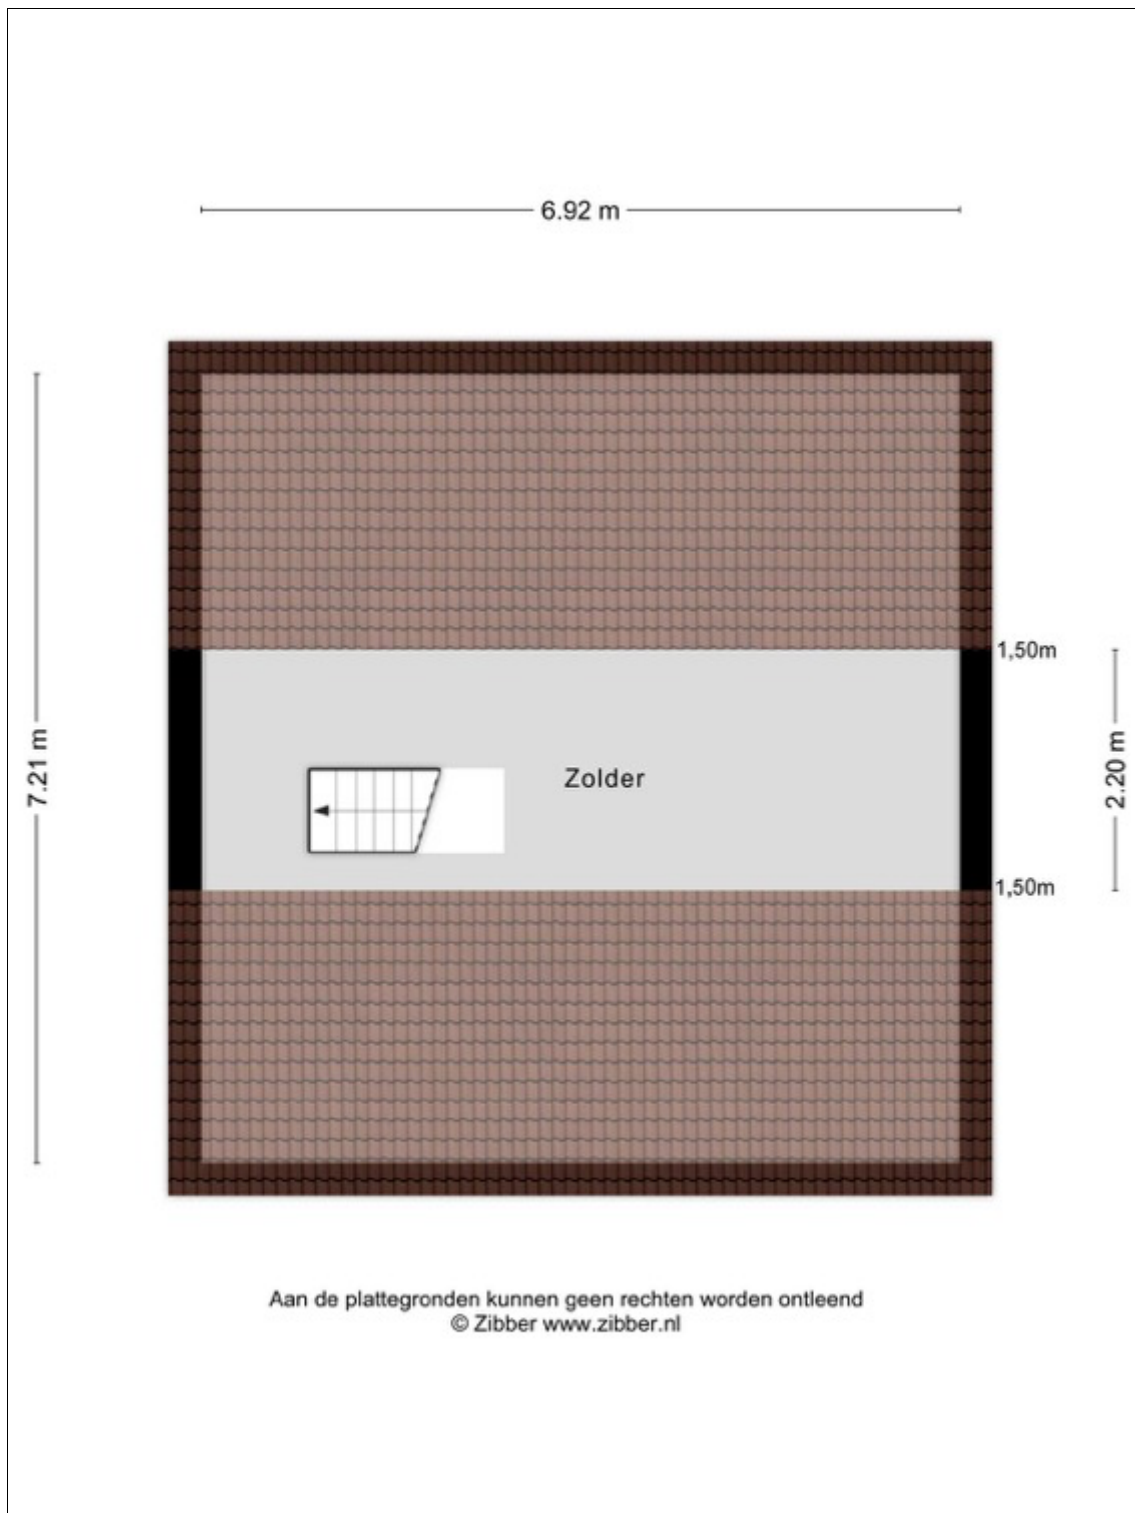 6.92 m
1,50m
7.21 m
2.20 m
Zolder
1,50m
Aan de plattegronden kunnen geen rechten worden ontleend
© Zibber www.zibber.nl